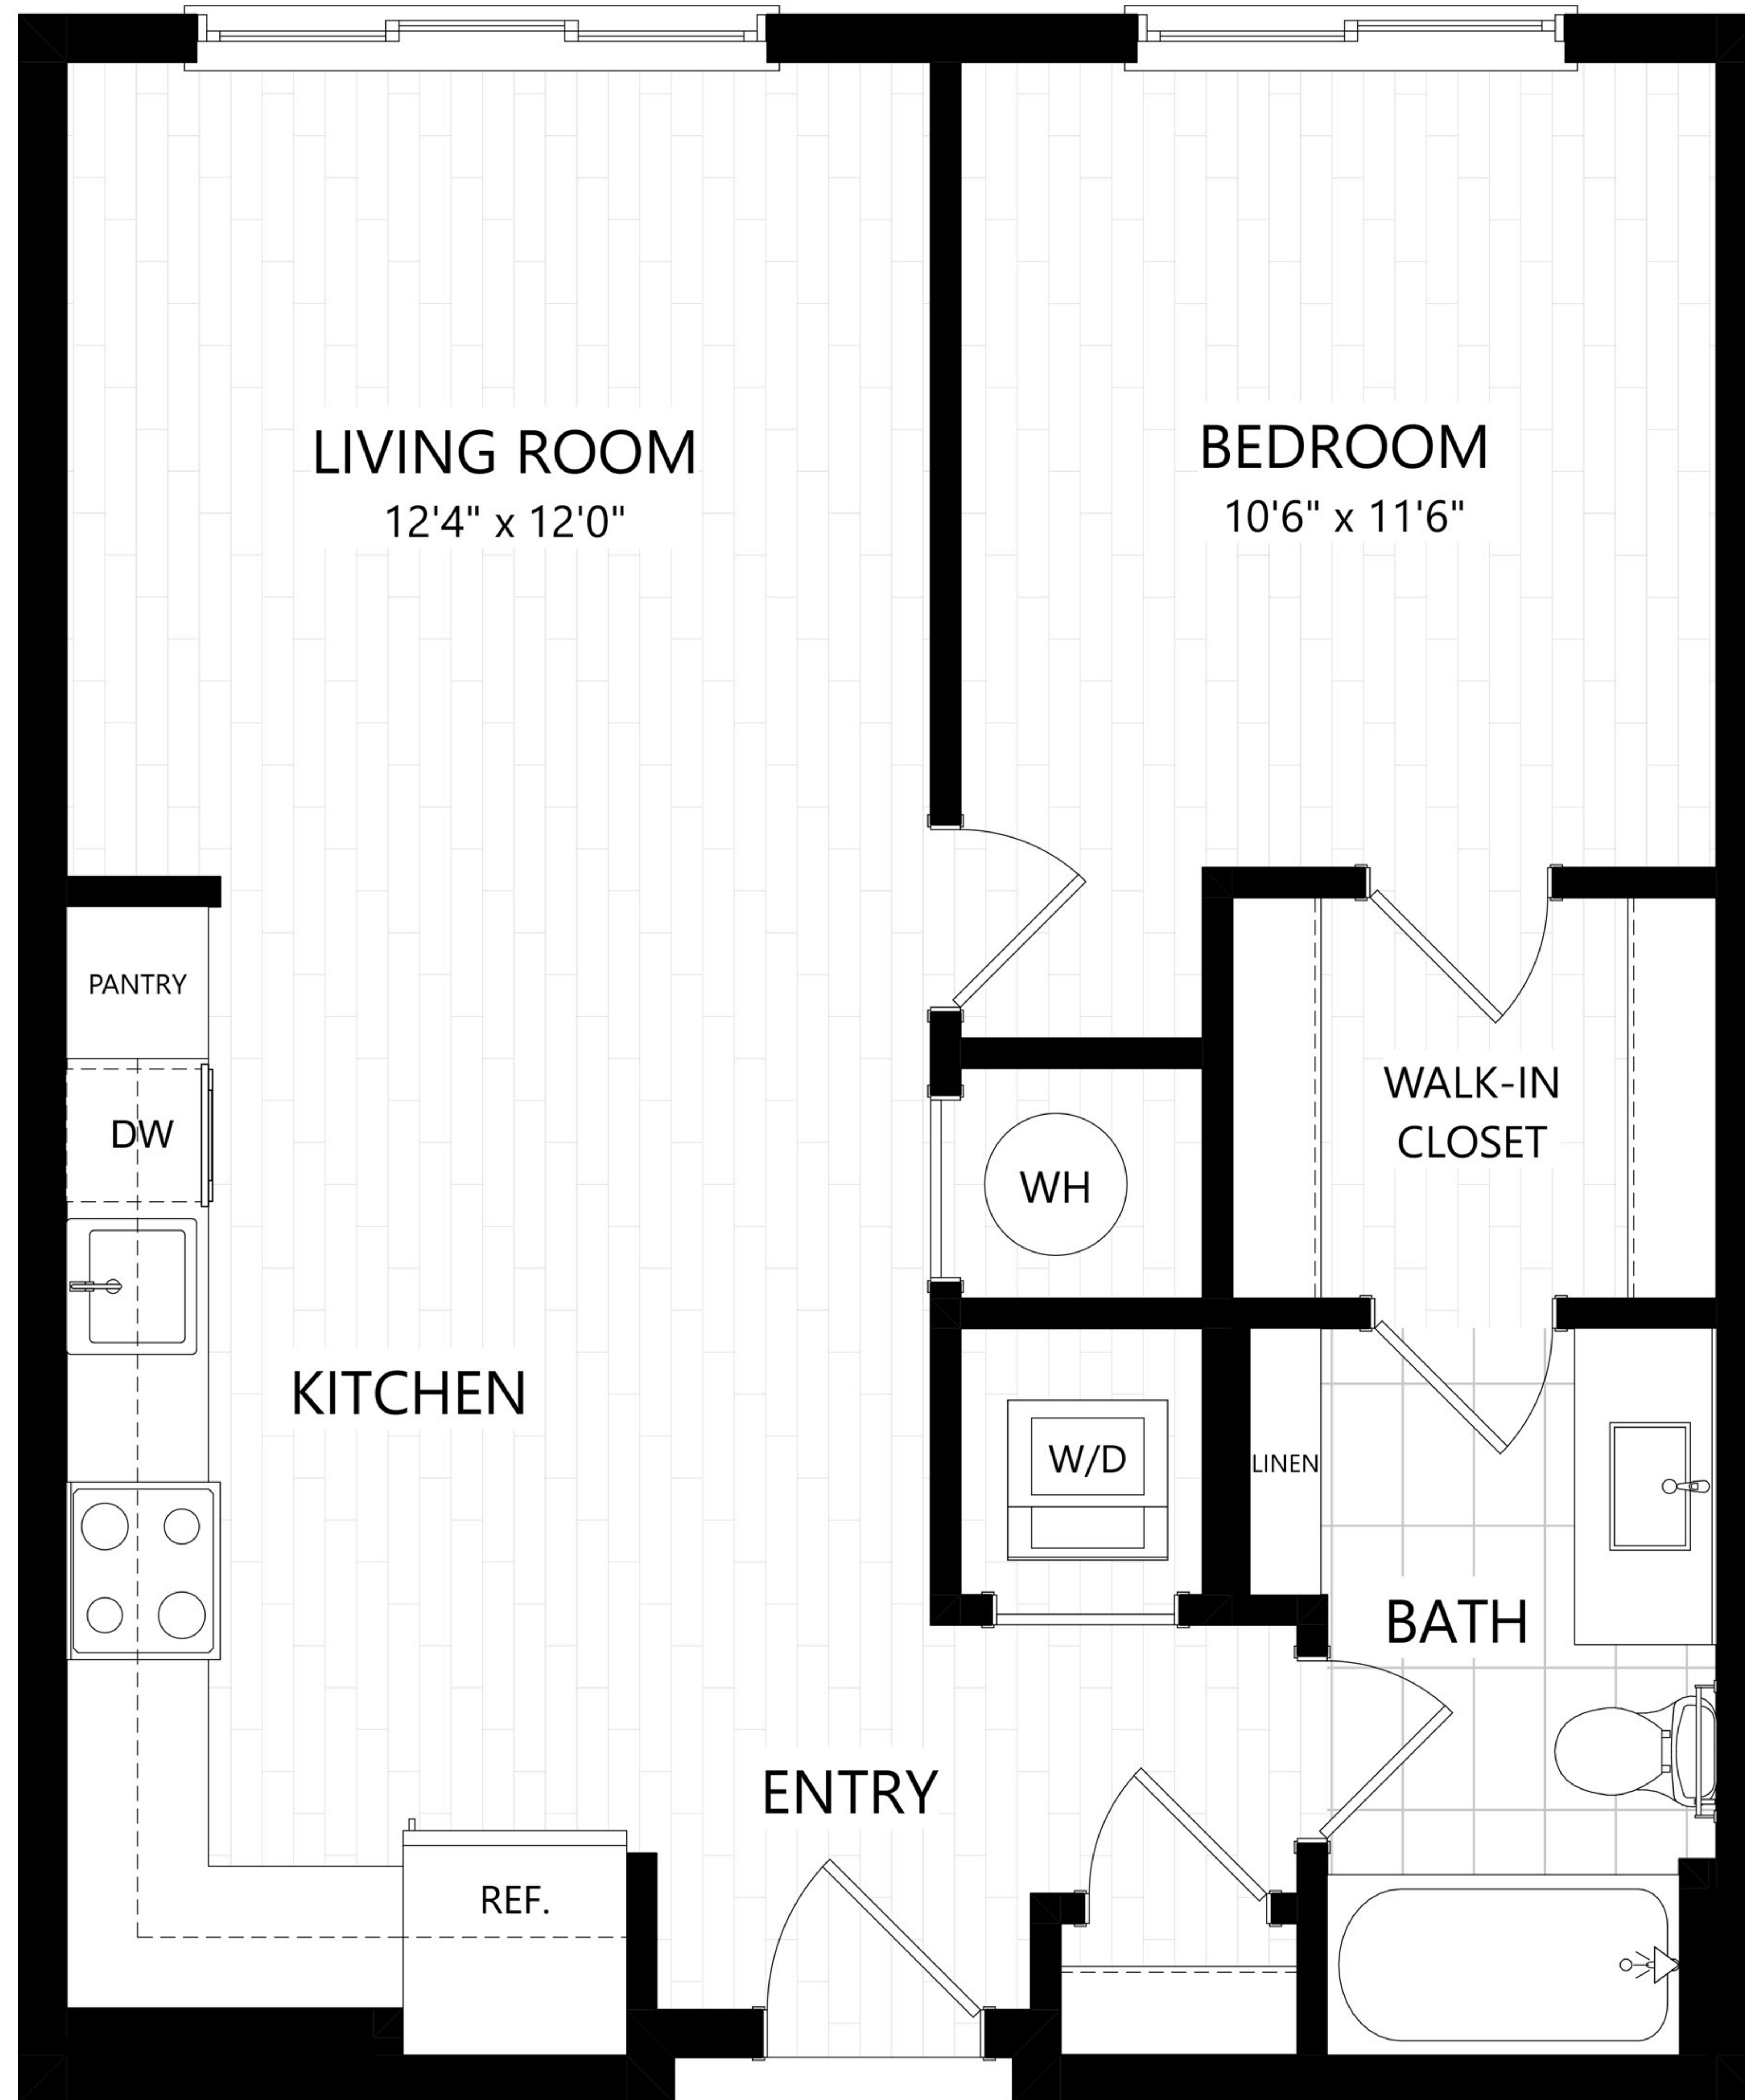 LIVING ROOM
12'4" x 12'0"
BEDROOM
10'6" x 11'6"
PANTRY
DW
WALK-IN
CLOSET
WH
KITCHEN
W/D
LINEN
BATH
ENTRY
REF.